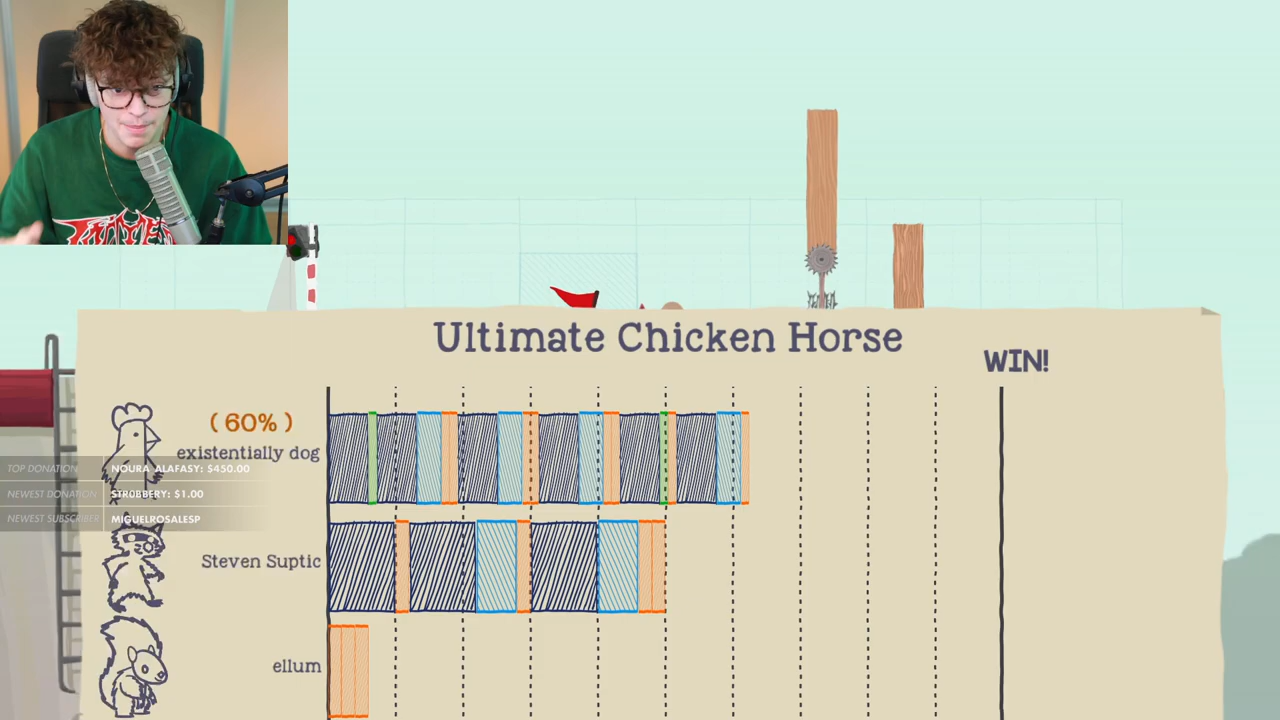 Ultimate Chicken Horse
WIN!
( 60% )
existentially dog
TOP DONATION NOURA ALAFASY: $450.00
NEWEST DONATION STR0BBERY: $1.00
NEWEST SUBSCRIBER MIGUELROSALESP
Steven Suptic
ellum